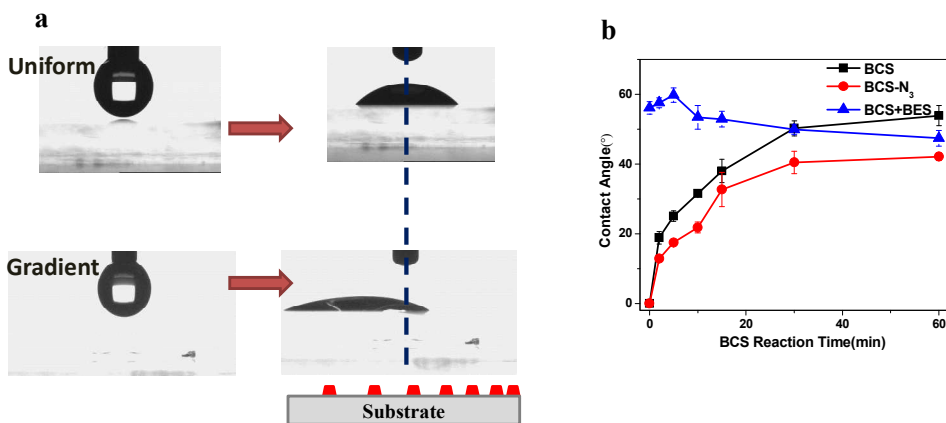 a
Uniform
Gradient
Substrate
b
BCS
BCS-N₃
BCS+BES
Contact Angle(°)
60
40
20
0
0
20
40
60
BCS Reaction Time(min)